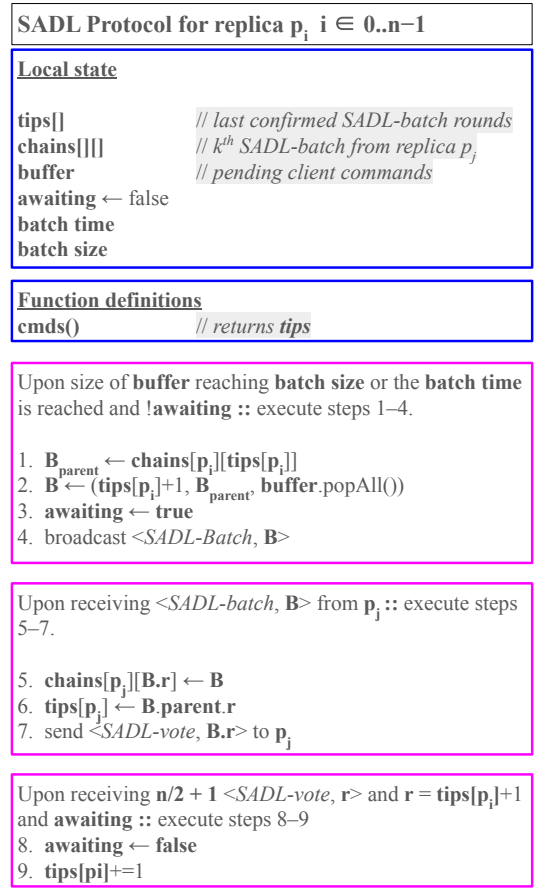 SADL Protocol for replica pi i ∈ 0..n−1
Local state
tips[] // last confirmed SADL-batch rounds
chains[][] // kth SADL-batch from replica pj
buffer // pending client commands
awaiting ← false
batch time
batch size
Function definitions
cmds() // returns tips
Upon size of buffer reaching batch size or the batch time
is reached and !awaiting :: execute steps 1–4.
1. Bparent ← chains[pi][tips[pi]]
2. B ← (tips[pi]+1, Bparent, buffer.popAll())
3. awaiting ← true
4. broadcast <SADL-Batch, B>
Upon receiving <SADL-batch, B> from pj :: execute steps
5–7.
5. chains[pj][B.r] ← B
6. tips[pj] ← B.parent.r
7. send <SADL-vote, B.r> to pj
Upon receiving n/2 + 1 <SADL-vote, r> and r = tips[pi]+1
and awaiting :: execute steps 8–9
8. awaiting ← false
9. tips[pi]+=1